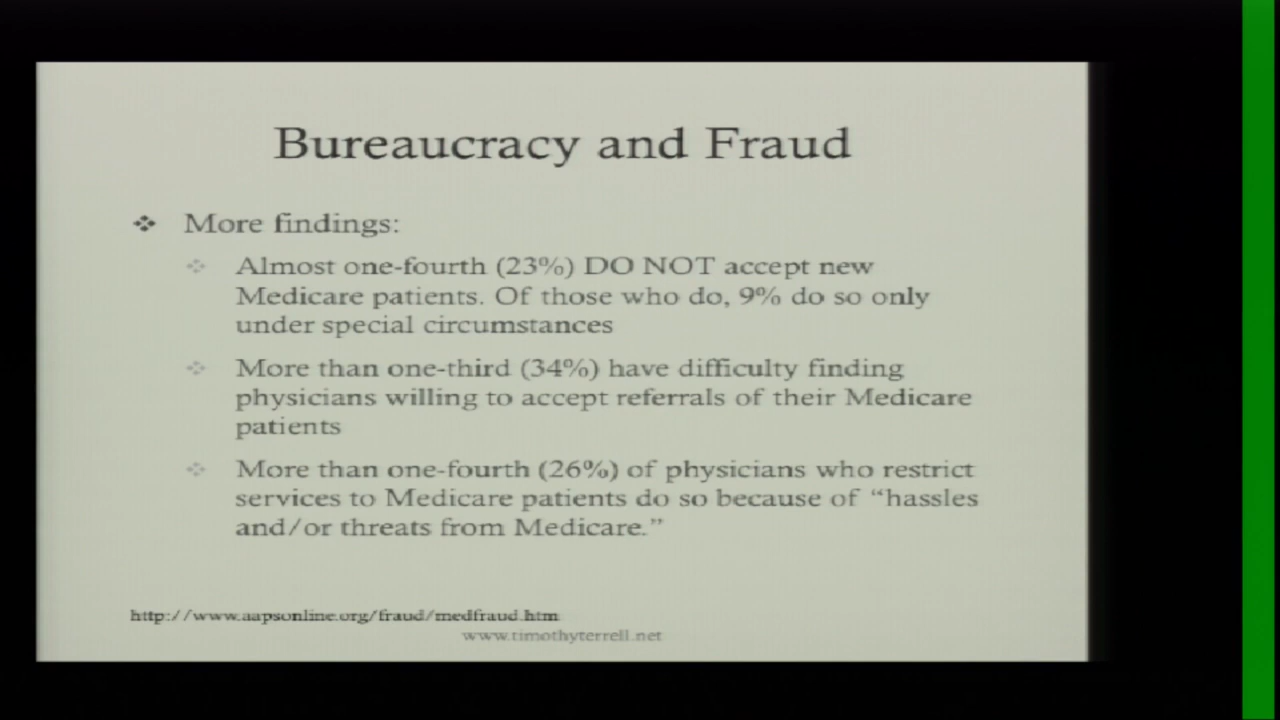 Bureaucracy and Fraud
More findings:
Almost one-fourth (23%) DO NOT accept new
Medicare patients. Of those who do, 9% do so only
under special circumstances
More than one-third (34%) have difficulty finding
physicians willing to accept referrals of their Medicare
patients
More than one-fourth (26%) of physicians who restrict
services to Medicare patients do so because of “hassles
and/or threats from Medicare.”
http://www.aapsonline.org/fraud/medfraud.htm
www.timothyterrell.net